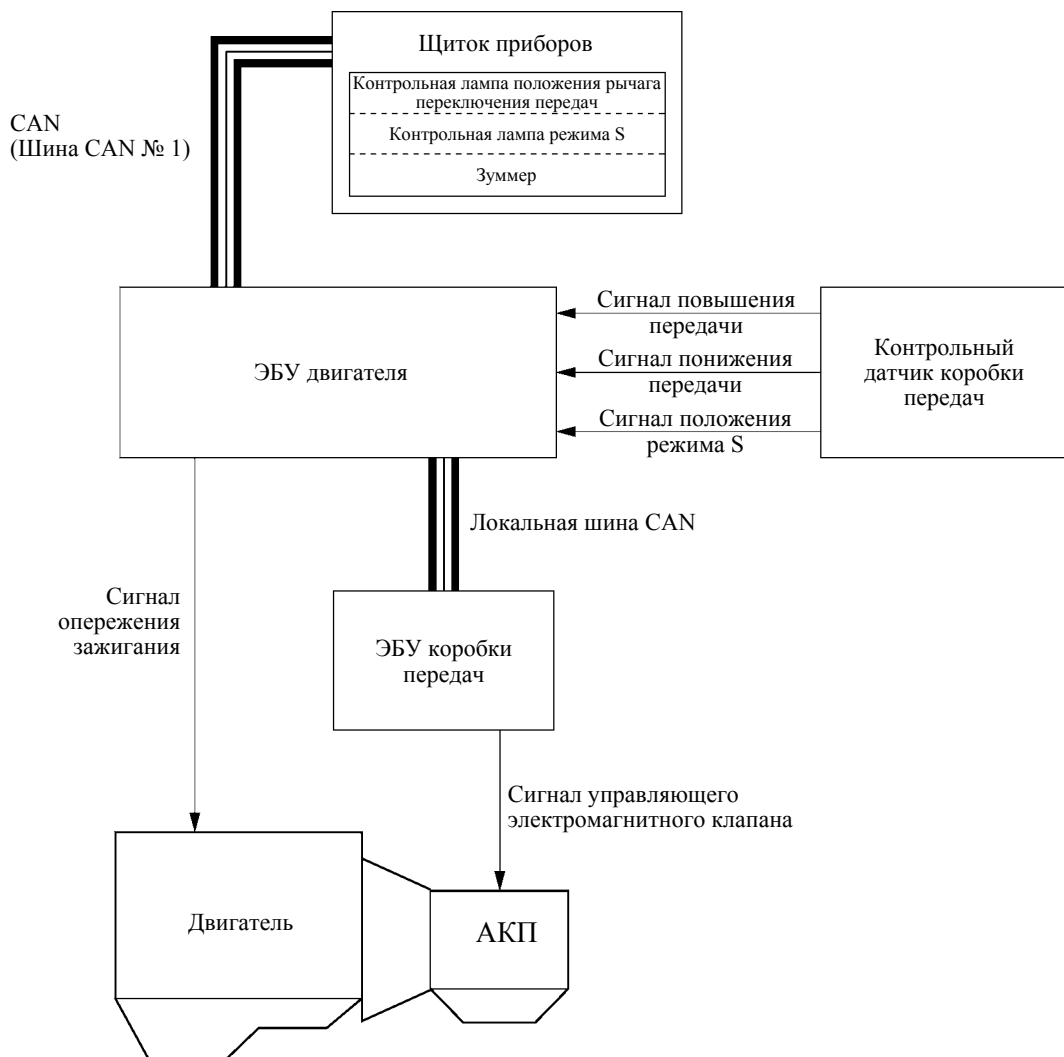 Щиток приборов
Контрольная лампа положения рычага
переключения передач
Контрольная лампа режима S
Зуммер
CAN
(Шина CAN № 1)
ЭБУ двигателя
Сигнал повышения
передачи
Сигнал понижения
передачи
Сигнал положения
режима S
Контрольный
датчик коробки
передач
Локальная шина CAN
Сигнал
опережения
зажигания
ЭБУ коробки
передач
Сигнал управляющего
электромагнитного клапана
Двигатель
АКП